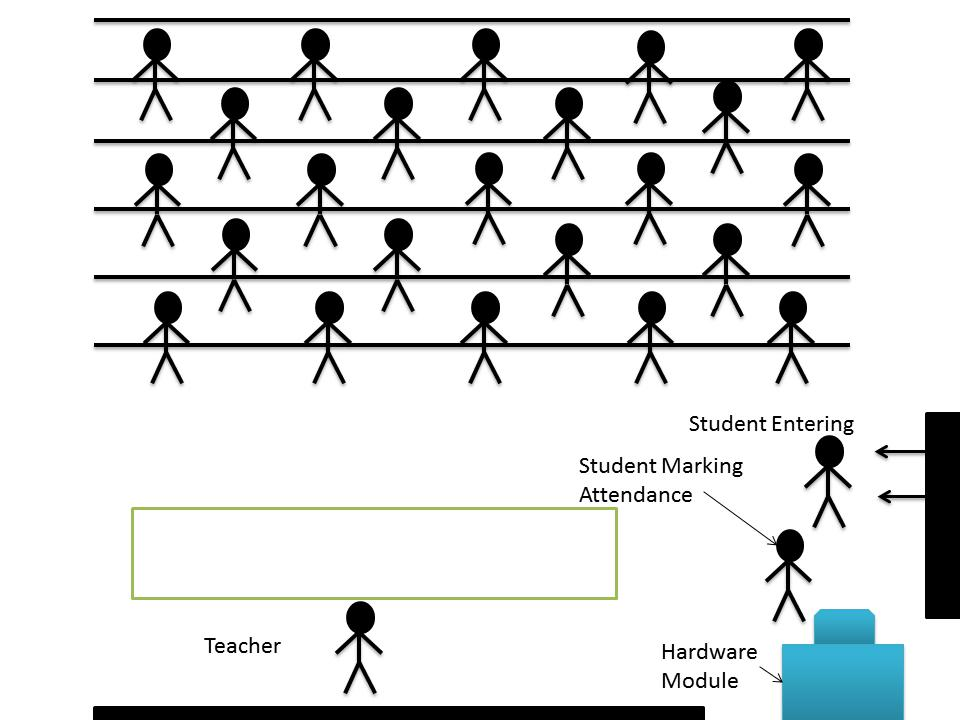 Student Entering
Student Marking
Attendance
Teacher
Hardware
Module